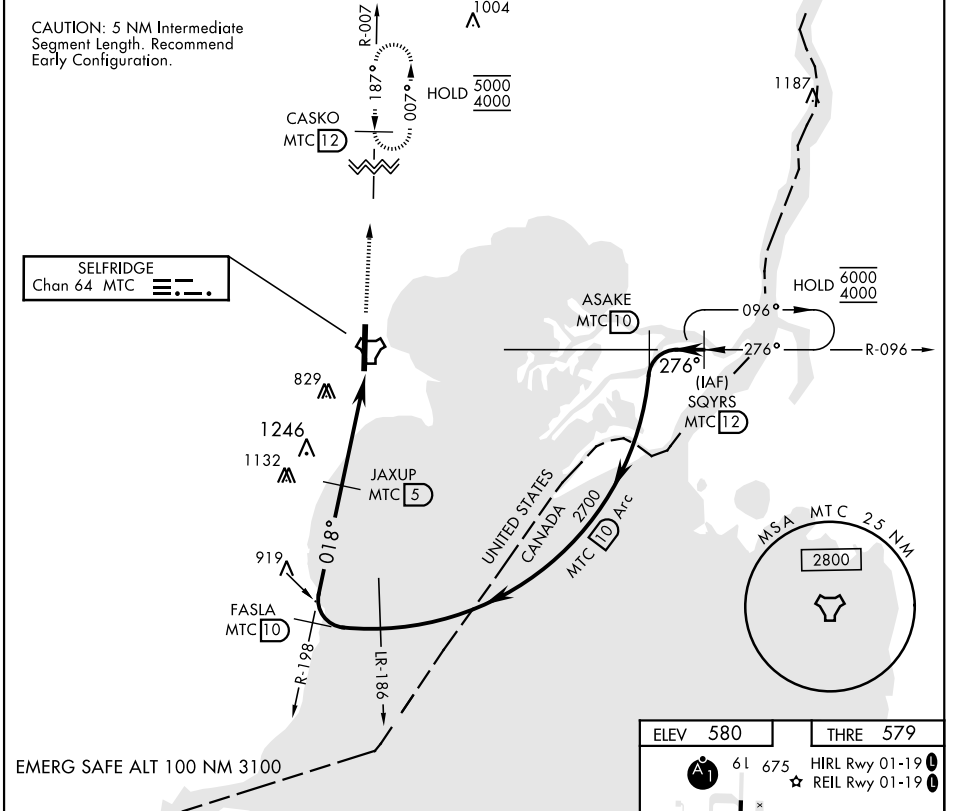 CAUTION: 5 NM Intermediate
Segment Length. Recommend
Early Configuration.
R-007
1004
187°
007°
HOLD 5000
4000
CASKO
MTC 12
1187
SELFRIDGE
Chan 64 MTC
ASAKE
MTC 10
HOLD 6000
4000
096°
276°
R-096
276°
(IAF)
SQYRS
MTC 12
829
1246
1132
JAXUP
MTC 5
018°
UNITED STATES
CANADA
2700
MTC 10 Arc
MSA MTC 25 NM
2800
919
FASLA
MTC 10
R-198
LR-186
EMERG SAFE ALT 100 NM 3100
ELEV 580
THRE 579
A1
61
675
HIRL Rwy 01-19 L
REIL Rwy 01-19 L
x